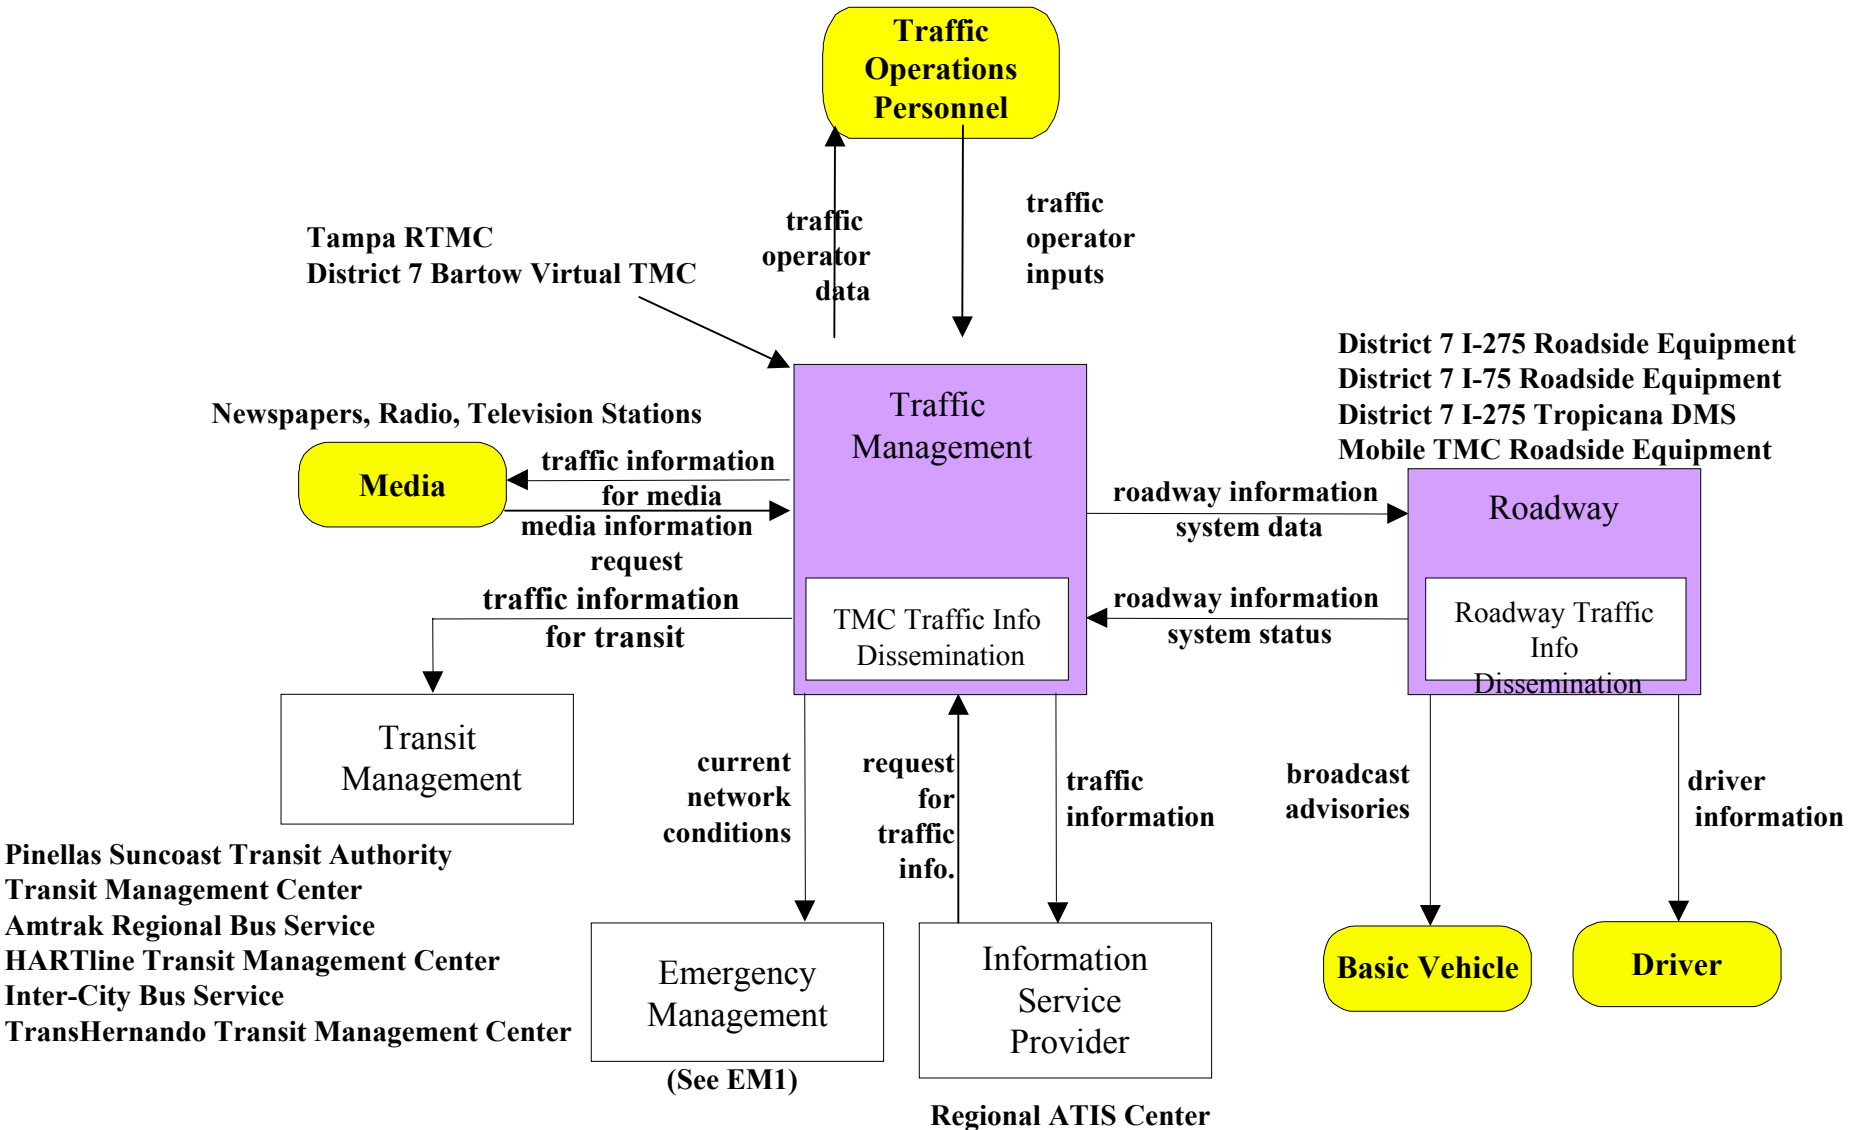 Traffic
Operations
Personnel
traffic
operator
data
traffic
operator
inputs
Tampa RTMC
District 7 Bartow Virtual TMC
District 7 I-275 Roadside Equipment
District 7 I-75 Roadside Equipment
District 7 I-275 Tropicana DMS
Mobile TMC Roadside Equipment
Traffic
Management
Newspapers, Radio, Television Stations
Media
traffic information
for media
media information
request
traffic information
for transit
roadway information
system data
Roadway
roadway information
system status
TMC Traffic Info
Dissemination
Roadway Traffic
Info
Dissemination
Transit
Management
current
network
conditions
request
for
traffic
info.
traffic
information
broadcast
advisories
driver
information
Pinellas Suncoast Transit Authority
Transit Management Center
Amtrak Regional Bus Service
HARTline Transit Management Center
Inter-City Bus Service
TransHernando Transit Management Center
Emergency
Management
(See EM1)
Information
Service
Provider
Regional ATIS Center
Basic Vehicle
Driver